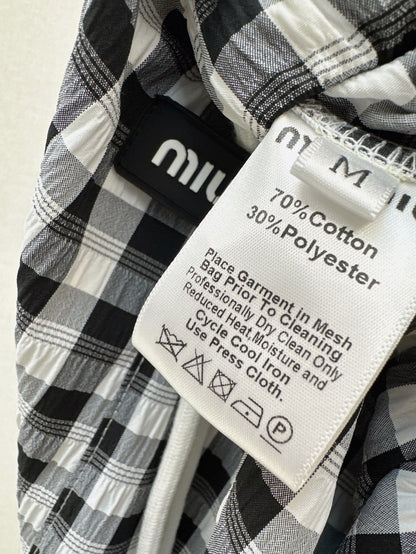 miu
miu
M
70%Cotton
30%Polyester
Place Garment in Mesh
Bag Prior To Cleaning
Professionally Dry Clean Only
Reduced Heat,Moisture and
Cycle Cool Iron
Use Press Cloth.
P